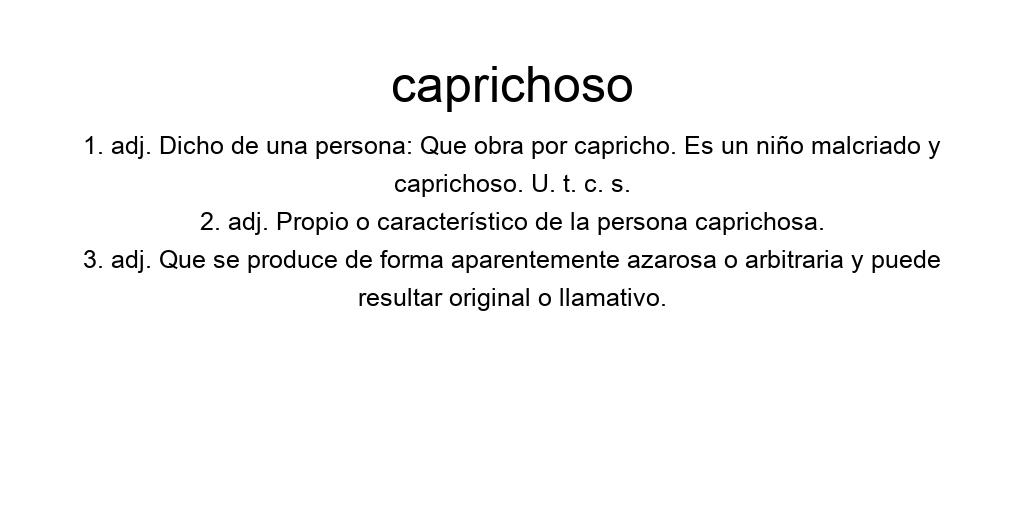 caprichoso
1. adj. Dicho de una persona: Que obra por capricho. Es un niño malcriado y
caprichoso. U. t. c. s.
2. adj. Propio o característico de la persona caprichosa.
3. adj. Que se produce de forma aparentemente azarosa o arbitraria y puede
resultar original o llamativo.